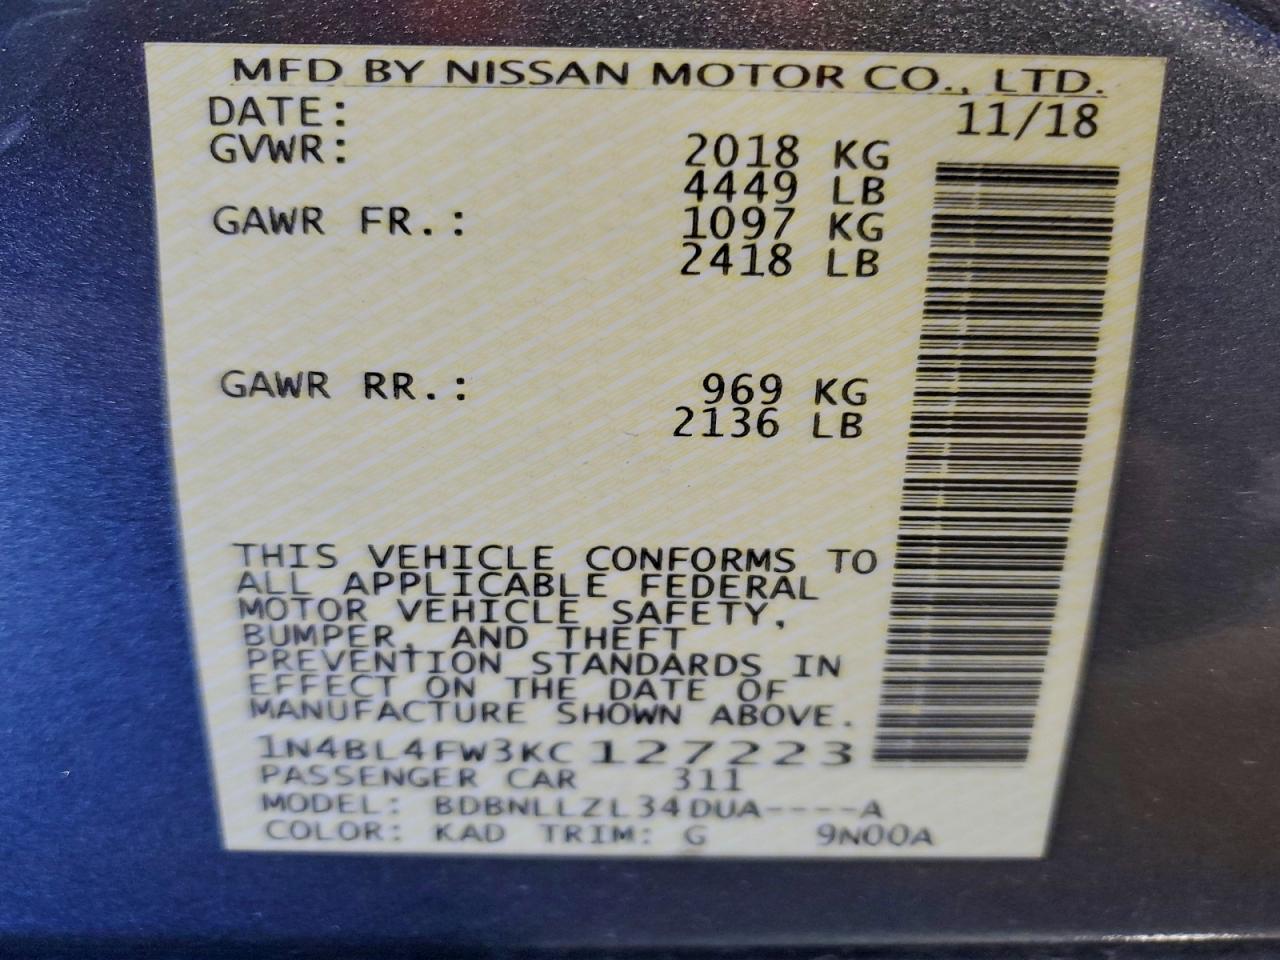 MFD BY NISSAN MOTOR CO., LTD.
DATE: 11/18
GVWR: 2018 KG
4449 LB
GAWR FR.: 1097 KG
2418 LB
GAWR RR.: 969 KG
2136 LB
THIS VEHICLE CONFORMS TO
ALL APPLICABLE FEDERAL
MOTOR VEHICLE SAFETY,
BUMPER, AND THEFT
PREVENTION STANDARDS IN
EFFECT ON THE DATE OF
MANUFACTURE SHOWN ABOVE.
1N4BL4FW3KC127223
PASSENGER CAR 311
MODEL: BDBNLLZL34DUA----A
COLOR: KAD TRIM: G 9N00A